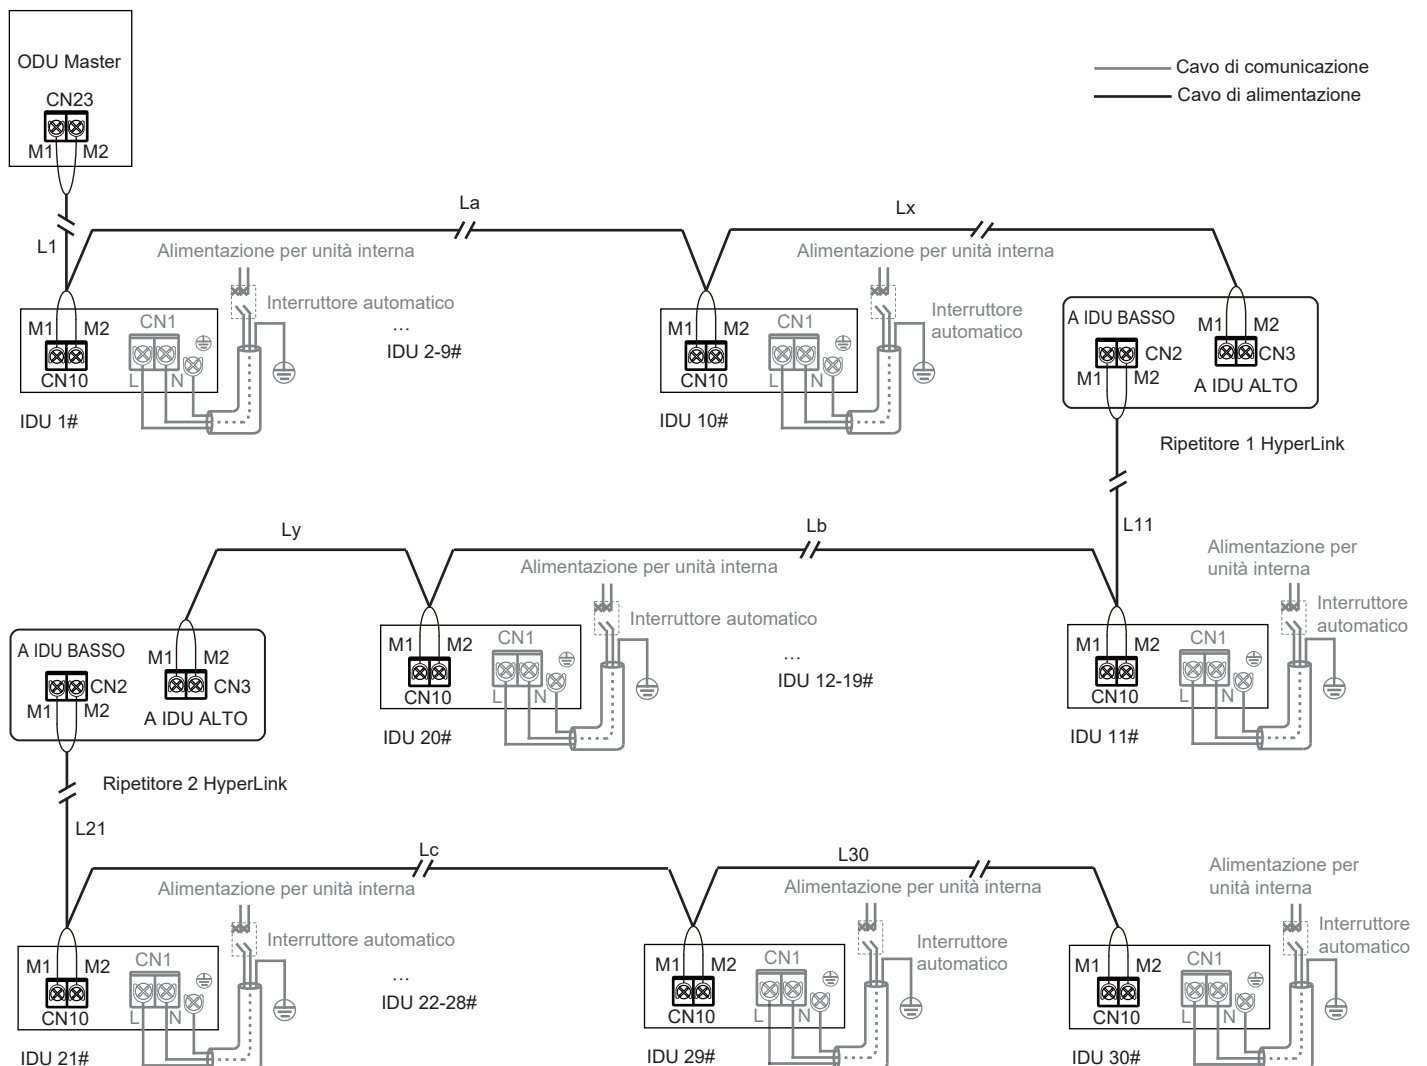 ODU Master
CN23
M1 M2
Cavo di comunicazione
Cavo di alimentazione
L1
La
Lx
Alimentazione per unità interna
Interruttore automatico
M1 M2
CN1
CN10
L N
IDU 1#
...
IDU 2-9#
Alimentazione per unità interna
Interruttore
automatico
M1 M2
CN1
CN10
L N
IDU 10#
A IDU BASSO
CN2
M1 M2
M1 M2
CN3
A IDU ALTO
Ripetitore 1 HyperLink
L11
Ly
Lb
Alimentazione per
unità interna
Interruttore
automatico
M1 M2
CN1
CN10
L N
IDU 11#
...
IDU 12-19#
Alimentazione per unità interna
Interruttore automatico
M1 M2
CN1
CN10
L N
IDU 20#
A IDU BASSO
CN2
M1 M2
M1 M2
CN3
A IDU ALTO
Ripetitore 2 HyperLink
L21
Lc
L30
Alimentazione per unità interna
Interruttore automatico
M1 M2
CN1
CN10
L N
IDU 21#
...
IDU 22-28#
Alimentazione per unità interna
Interruttore
automatico
M1 M2
CN1
CN10
L N
IDU 29#
Alimentazione per
unità interna
Interruttore
automatico
M1 M2
CN1
CN10
L N
IDU 30#